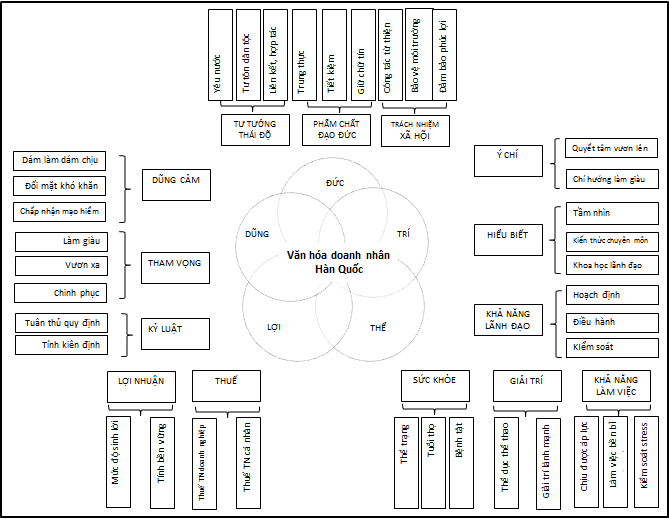 Yêu nước
Tự tôn dân tộc
Liên kết, hợp tác
Trung thực
Tiết kiệm
Giữ chữ tín
Công tác từ thiện
Bảo vệ môi trường
Đảm bảo phúc lợi
TƯ TƯỞNG
THÁI ĐỘ
PHẨM CHẤT
ĐẠO ĐỨC
TRÁCH NHIỆM
XÃ HỘI
Dám làm dám chịu
Đối mặt khó khăn
Chấp nhận mạo hiểm
DŨNG CẢM
Làm giàu
Vươn xa
Chinh phục
THAM VỌNG
Tuân thủ quy định
Tính kiên định
KỶ LUẬT
ĐỨC
DŨNG
TRÍ
Văn hóa doanh nhân
Hàn Quốc
LỢI
THỂ
Ý CHÍ
Quyết tâm vươn lên
Chí hướng làm giàu
HIỂU BIẾT
Tầm nhìn
Kiến thức chuyên môn
Khoa học lãnh đạo
KHẢ NĂNG
LÃNH ĐẠO
Hoạch định
Điều hành
Kiểm soát
LỢI NHUẬN
THUẾ
Mức độ sinh lời
Tính bền vững
Thuế TN doanh nghiệp
Thuế TN cá nhân
SỨC KHỎE
GIẢI TRÍ
KHẢ NĂNG
LÀM VIỆC
Thể trạng
Tuổi thọ
Bệnh tật
Thể dục thể thao
Giải trí lành mạnh
Chịu được áp lực
Làm việc bền bỉ
Kiểm soát stress